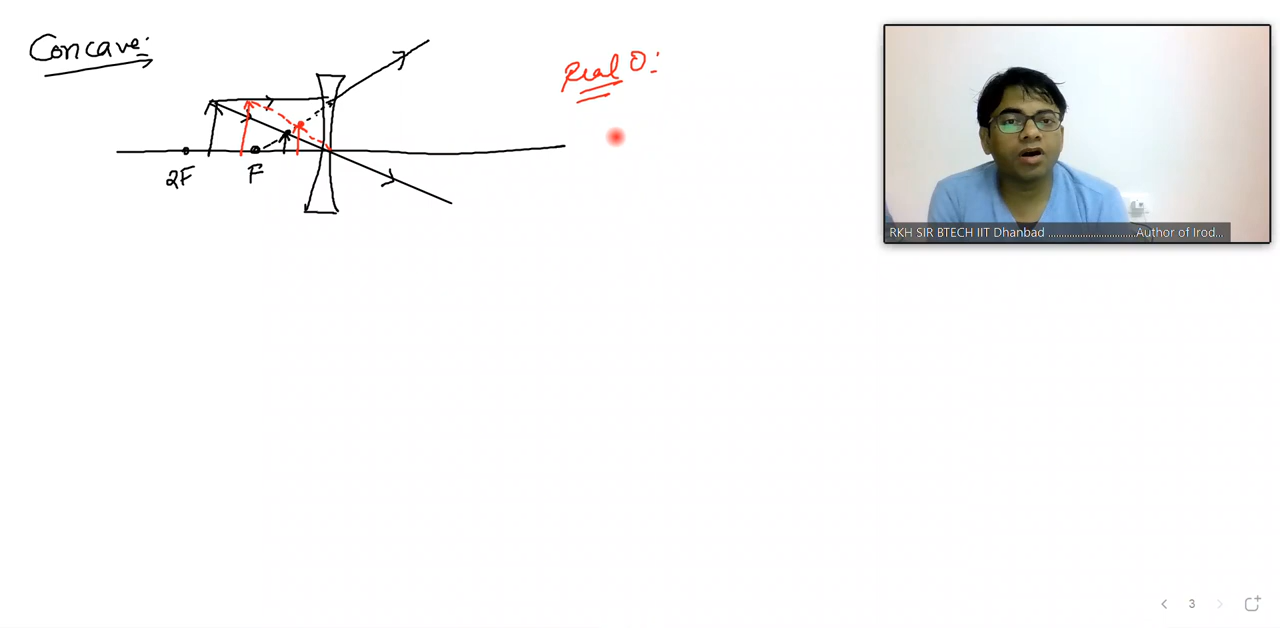 Concave:
Real O:
2F
F
RKH SIR BTECH IIT Dhanbad ..................................Author of Irod...
3